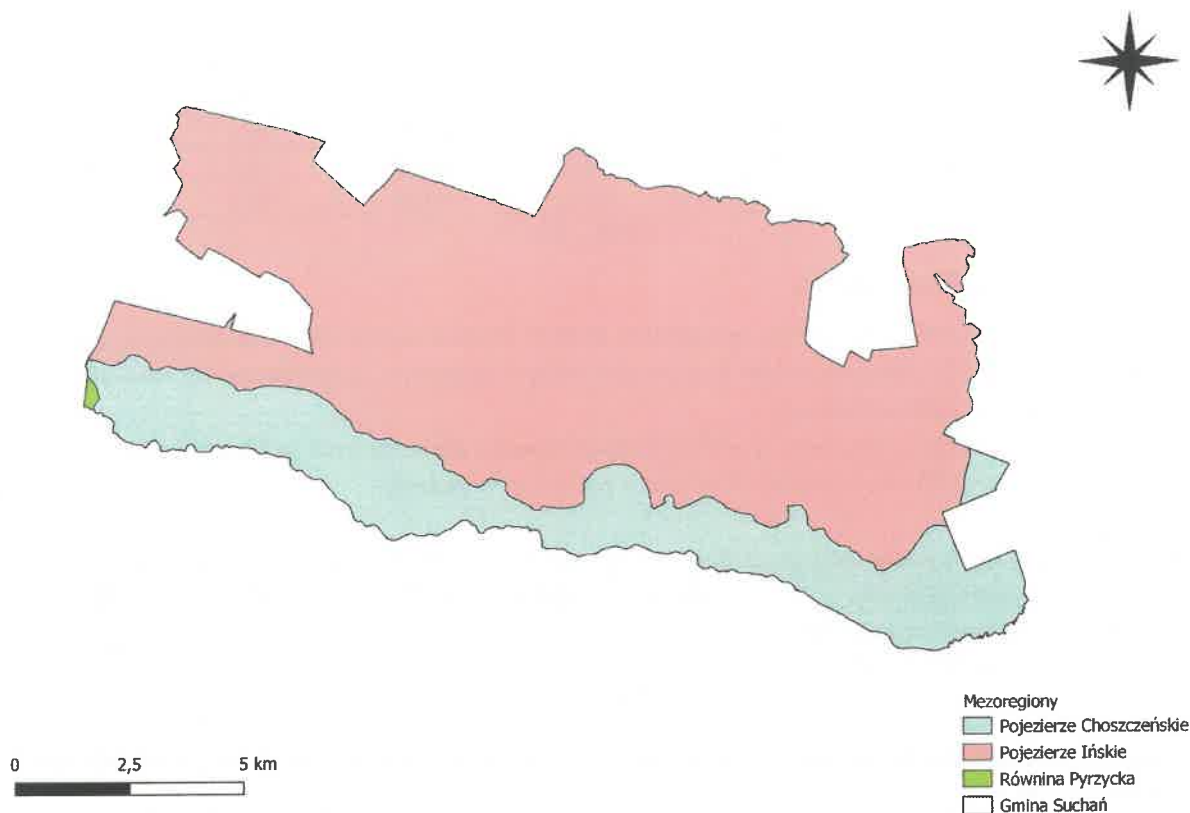 0 2,5 5 km
Mezoregiony
Pojezierze Choszczeńskie
Pojezierze Ińskie
Równina Pyrzycka
Gmina Suchań